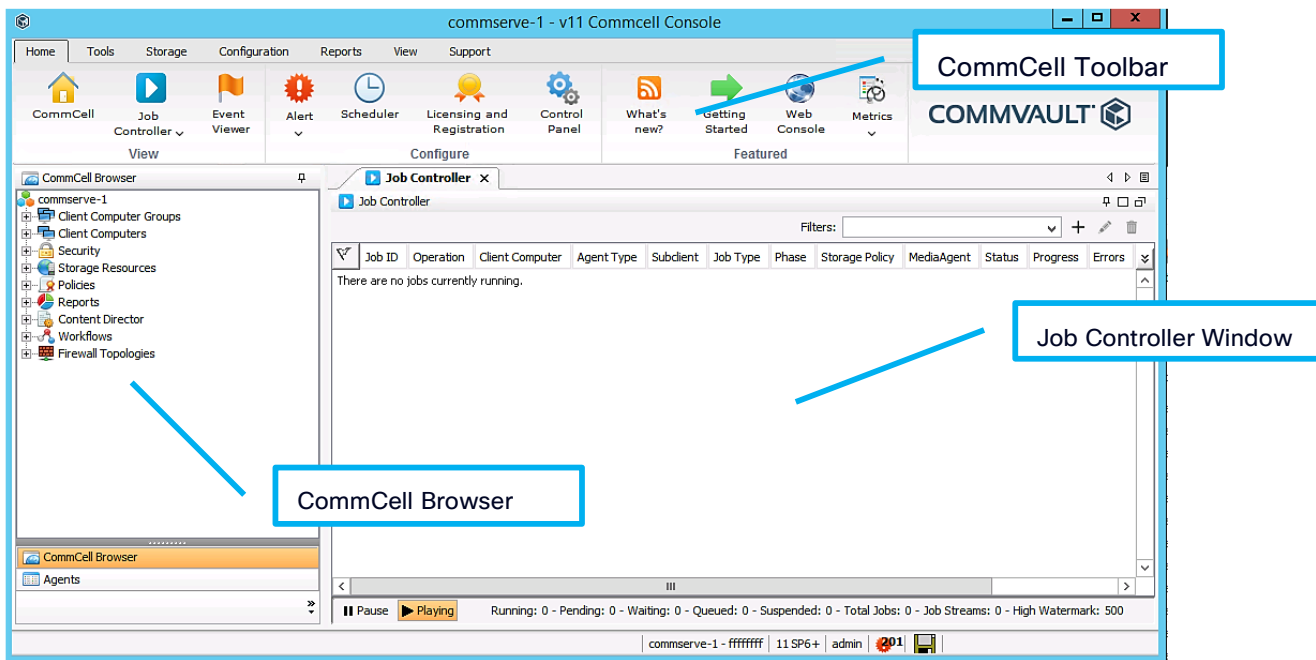 commserve-1 - v11 Commcell Console
Home Tools Storage Configuration Reports View Support
CommCell Toolbar
CommCell
Job Controller
Event Viewer
Alert
Scheduler
Licensing and Registration
Control Panel
What's new?
Getting Started
Web Console
Metrics
COMMVAULT
View
Configure
Featured
CommCell Browser
commserve-1
Client Computer Groups
Client Computers
Security
Storage Resources
Policies
Reports
Content Director
Workflows
Firewall Topologies
CommCell Browser
CommCell Browser
Agents
Job Controller
Job Controller
Filters:
Job ID Operation Client Computer Agent Type Subclient Job Type Phase Storage Policy MediaAgent Status Progress Errors
There are no jobs currently running.
Job Controller Window
Pause Playing Running: 0 - Pending: 0 - Waiting: 0 - Queued: 0 - Suspended: 0 - Total Jobs: 0 - Job Streams: 0 - High Watermark: 500
commserve-1 - ffffffff 11 SP6+ admin 201